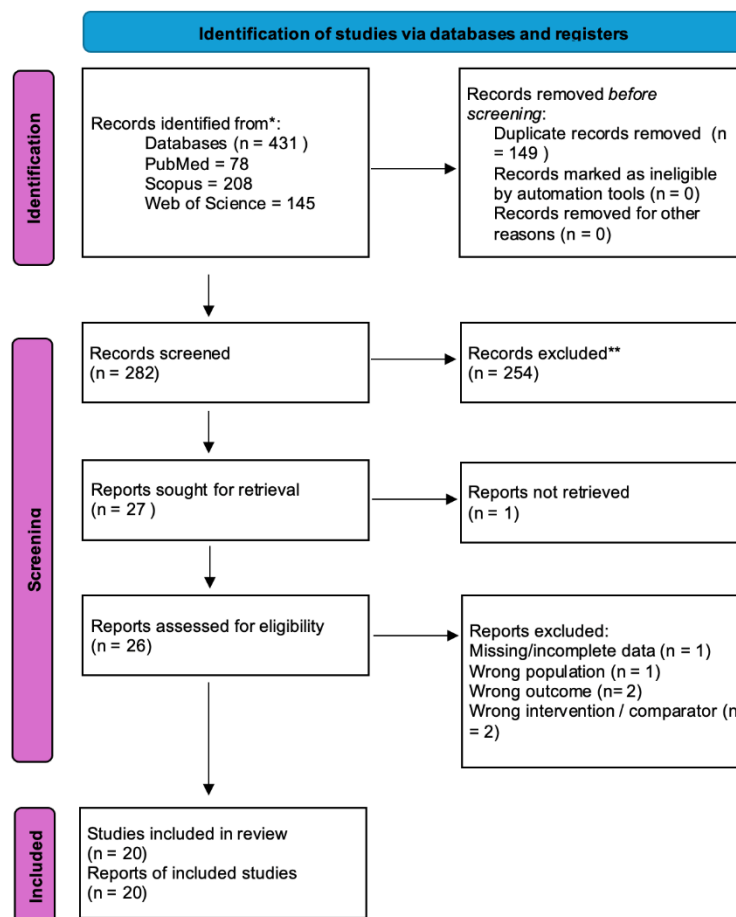 Identification of studies via databases and registers
Identification
Records identified from*:
Databases (n = 431 )
PubMed = 78
Scopus = 208
Web of Science = 145
Records removed before
screening:
Duplicate records removed (n
= 149 )
Records marked as ineligible
by automation tools (n = 0)
Records removed for other
reasons (n = 0)
Screening
Records screened
(n = 282)
Records excluded**
(n = 254)
Reports sought for retrieval
(n = 27 )
Reports not retrieved
(n = 1)
Reports assessed for eligibility
(n = 26)
Reports excluded:
Missing/incomplete data (n = 1)
Wrong population (n = 1)
Wrong outcome (n= 2)
Wrong intervention / comparator (n
= 2)
Included
Studies included in review
(n = 20)
Reports of included studies
(n = 20)